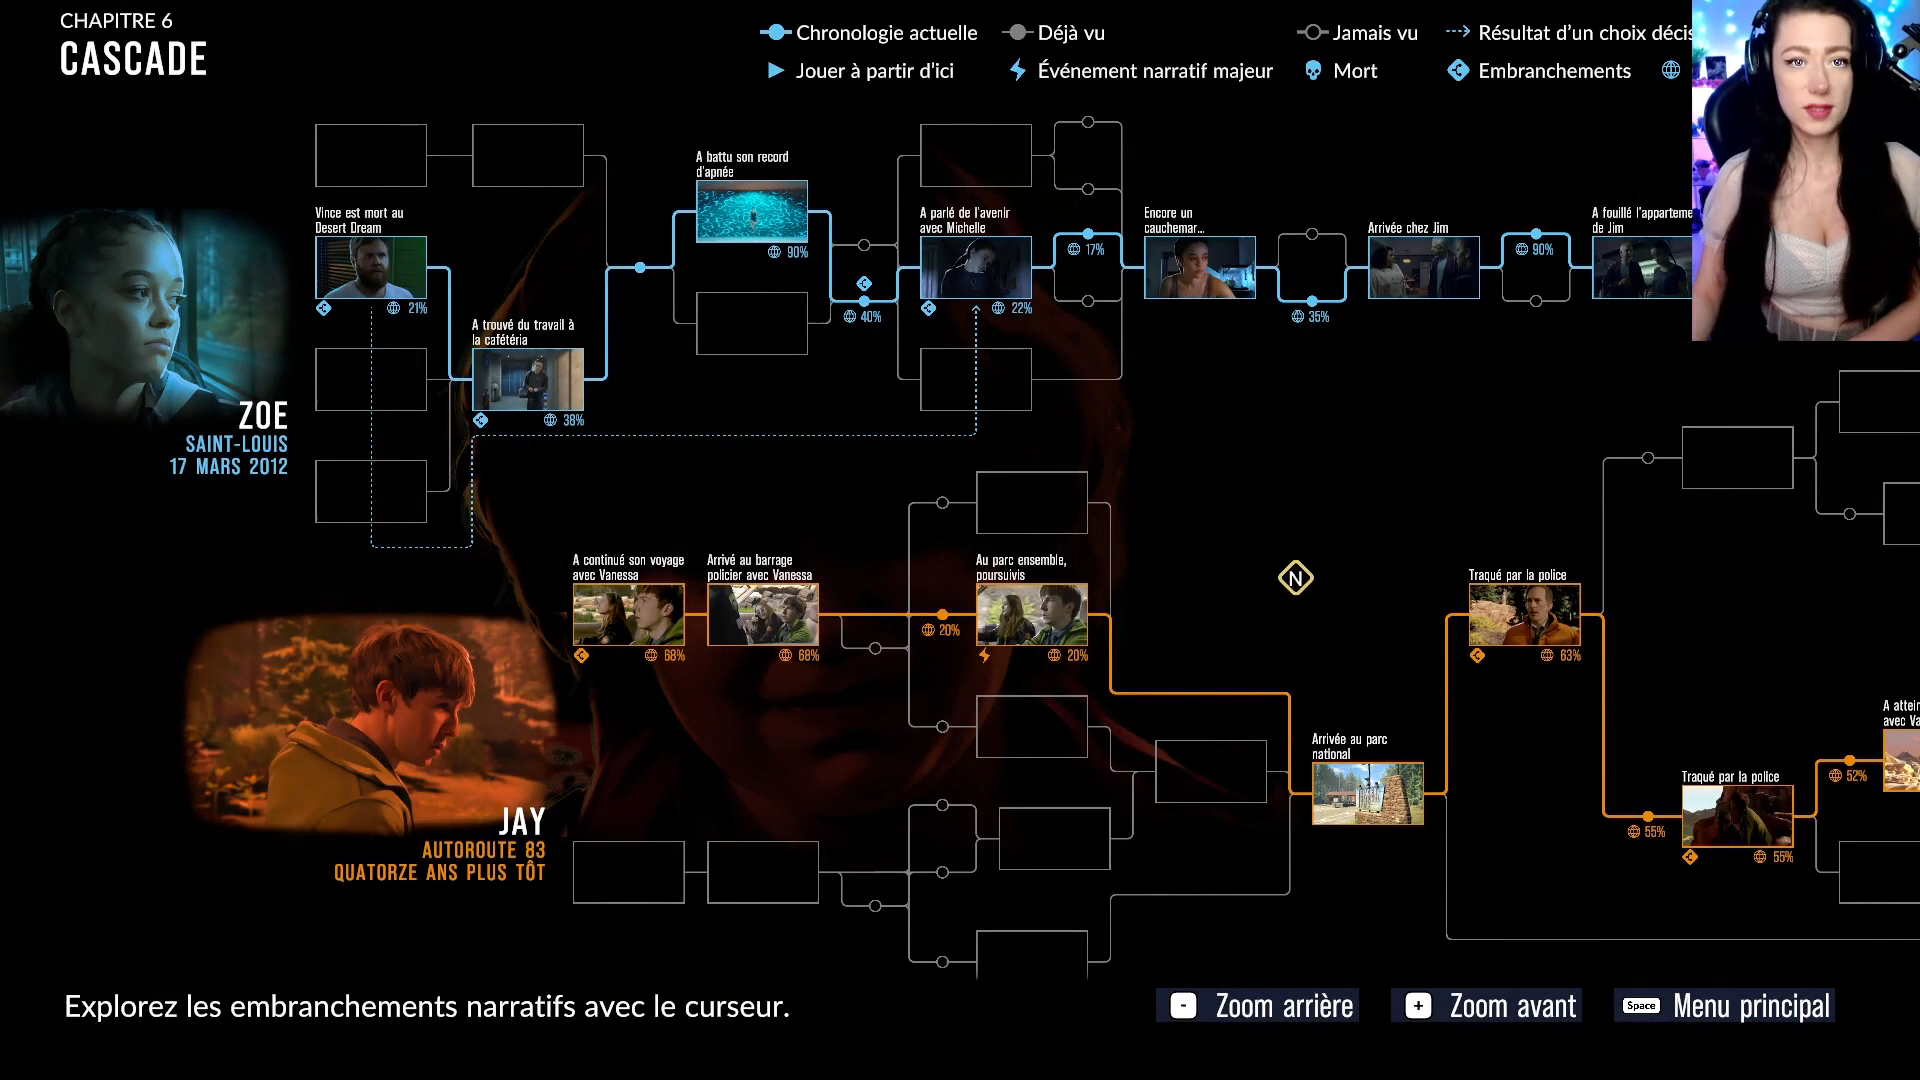 CHAPITRE 6
CASCADE
Chronologie actuelle
Déjà vu
Jamais vu
Résultat d'un choix décis
Jouer à partir d'ici
Événement narratif majeur
Mort
Embranchements
A battu son record
d'apnée
90%
Vince est mort au
Desert Dream
21%
A trouvé du travail à
la cafétéria
38%
40%
A parlé de l'avenir
avec Michelle
22%
17%
Encore un
cauchemar...
35%
Arrivée chez Jim
90%
A fouillé l'apparteme
de Jim
ZOE
SAINT-LOUIS
17 MARS 2012
A continué son voyage
avec Vanessa
68%
Arrivé au barrage
policier avec Vanessa
68%
20%
Au parc ensemble,
poursuivis
20%
N
Arrivée au parc
national
Traqué par la police
63%
55%
Traqué par la police
55%
52%
A attein
avec Va
JAY
AUTOROUTE 83
QUATORZE ANS PLUS TÔT
Explorez les embranchements narratifs avec le curseur.
- Zoom arrière
+ Zoom avant
Space Menu principal